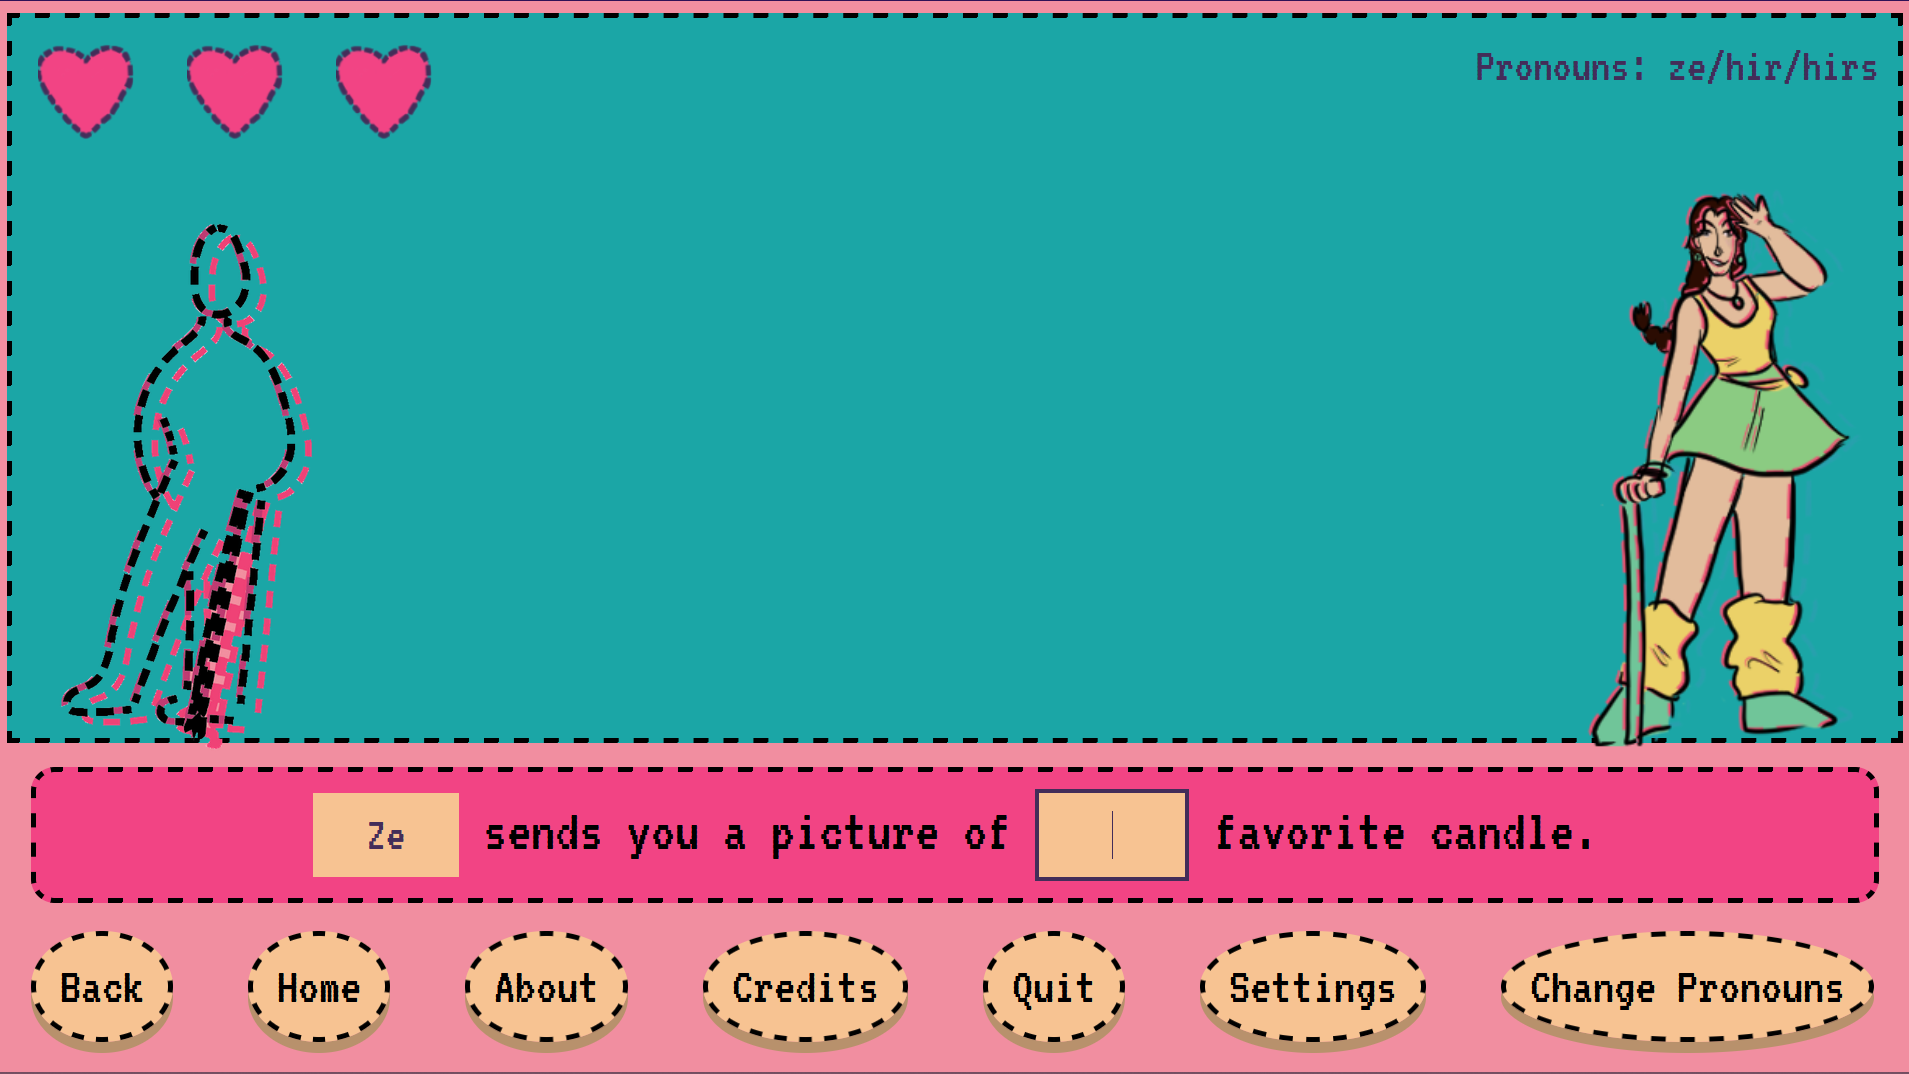 Pronouns: ze/hir/hirs
Ze sends you a picture of favorite candle.
Back Home About Credits Quit Settings Change Pronouns